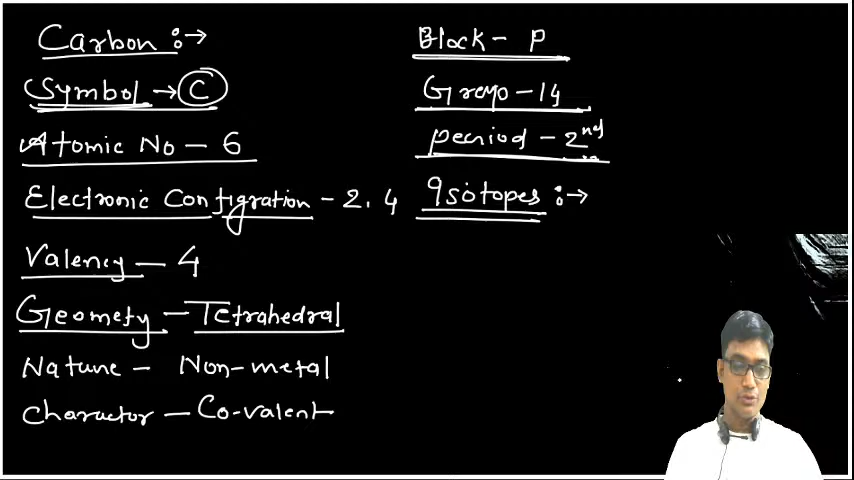 Carbon :→
Symbol → C
Atomic No - 6
Electronic Configration - 2.4
Valency - 4
Geomety - Tetrahedral
Nature - Non-metal
Charactor - Co-valent
Block - P
Group - 14
Period - 2nd
Isotopes :→